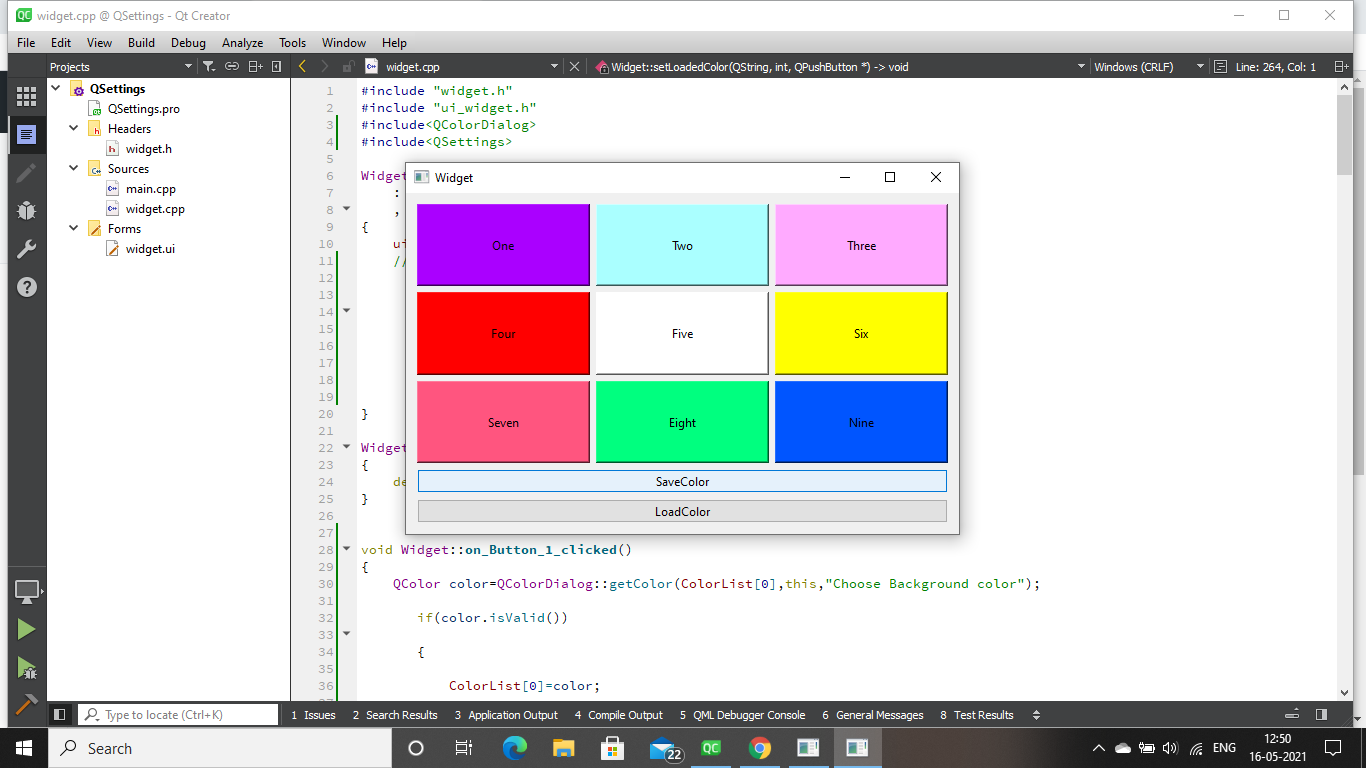 widget.cpp @ QSettings - Qt Creator
File Edit View Build Debug Analyze Tools Window Help
Projects widget.cpp Widget::setLoadedColor(QString, int, QPushButton *) -> void Windows (CRLF) Line: 264, Col: 1
QSettings
QSettings.pro
Headers
widget.h
Sources
main.cpp
widget.cpp
Forms
widget.ui
1 #include "widget.h"
2 #include "ui_widget.h"
3 #include<QColorDialog>
4 #include<QSettings>
5
6 Widget
7 :
8 ,
9 {
10 ui
11 //
12
13
14
15
16
17
18
19
20 }
21
22 Widget
23 {
24 de
25 }
26
27
28 void Widget::on_Button_1_clicked()
29 {
30 QColor color=QColorDialog::getColor(ColorList[0],this,"Choose Background color");
31
32 if(color.isValid())
33
34 {
35
36 ColorList[0]=color;
Widget
One Two Three
Four Five Six
Seven Eight Nine
SaveColor
LoadColor
Type to locate (Ctrl+K) 1 Issues 2 Search Results 3 Application Output 4 Compile Output 5 QML Debugger Console 6 General Messages 8 Test Results
Search 22 QC ENG 12:50
16-05-2021